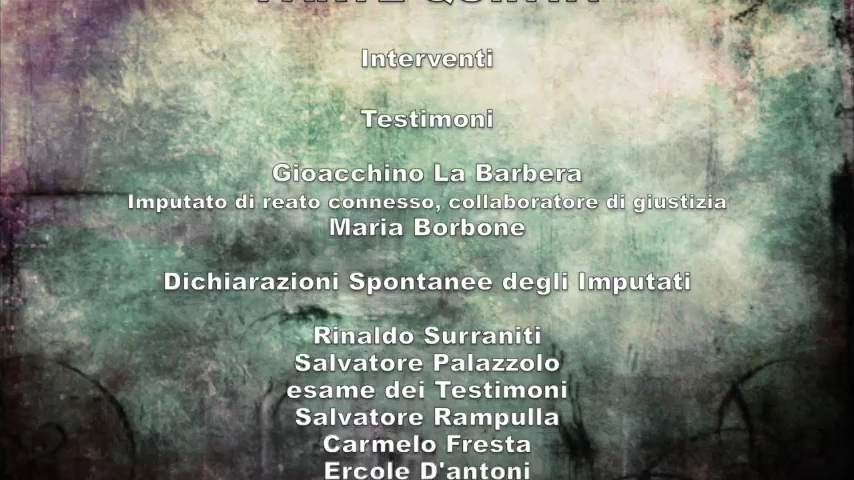 Interventi
Testimoni
Gioacchino La Barbera
Imputato di reato connesso, collaboratore di giustizia
Maria Borbone
Dichiarazioni Spontanee degli Imputati
Rinaldo Surraniti
Salvatore Palazzolo
esame dei Testimoni
Salvatore Rampulla
Carmelo Fresta
Ercole D'antoni